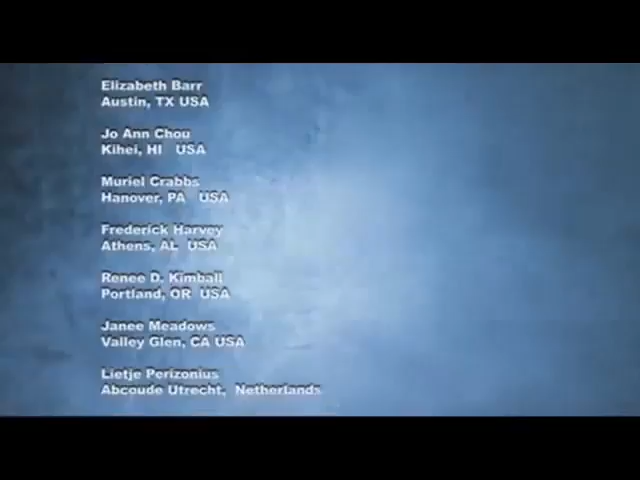 Elizabeth Barr
Austin, TX USA
Jo Ann Chou
Kihei, HI USA
Muriel Crabbs
Hanover, PA USA
Frederick Harvey
Athens, AL USA
Renee D. Kimball
Portland, OR USA
Janee Meadows
Valley Glen, CA USA
Lietje Perizonius
Abcoude Utrecht, Netherlands